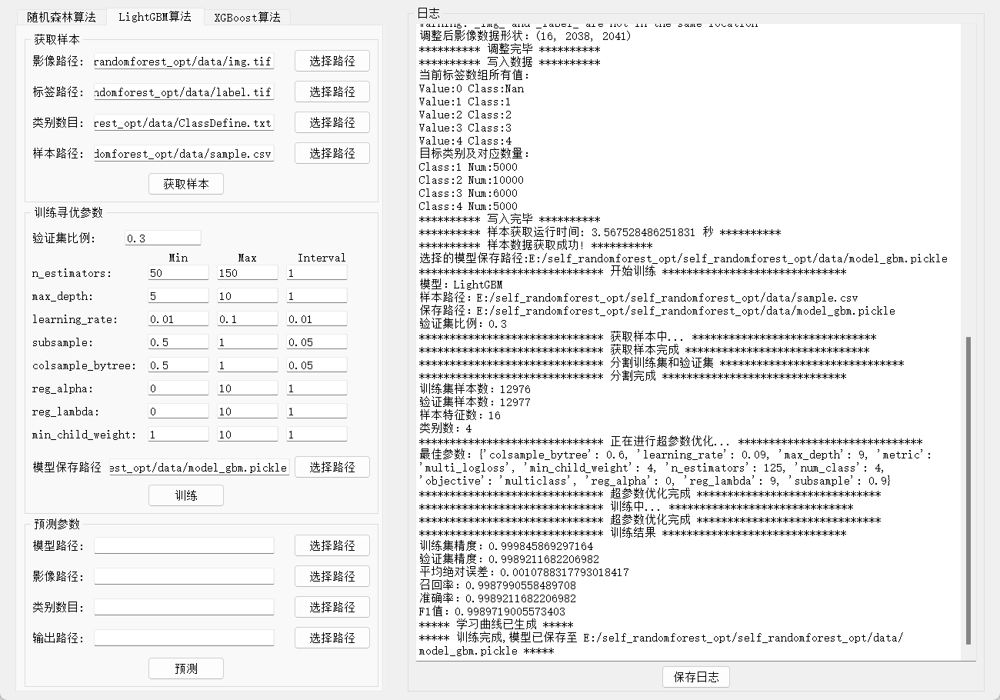 随机森林算法 LightGBM算法 XGBoost算法
获取样本
影像路径: randomforest_opt/data/img.tif 选择路径
标签路径: ndomforest_opt/data/label.tif 选择路径
类别数目: rest_opt/data/ClassDefine.txt 选择路径
样本路径: domforest_opt/data/sample.csv 选择路径
获取样本
训练寻优参数
验证集比例: 0.3
Min Max Interval
n_estimators: 50 150 1
max_depth: 5 10 1
learning_rate: 0.01 0.1 0.01
subsample: 0.5 1 0.05
colsample_bytree: 0.5 1 0.05
reg_alpha: 0 10 1
reg_lambda: 0 10 1
min_child_weight: 1 10 1
模型保存路径 est_opt/data/model_gbm.pickle 选择路径
训练
预测参数
模型路径: 选择路径
影像路径: 选择路径
类别数目: 选择路径
输出路径: 选择路径
预测
日志
Warning: _img_ and _label_ are not in the same location
调整后影像数据形状: (16, 2038, 2041)
********** 调整完毕 **********
********** 写入数据 **********
当前标签数组所有值:
Value:0 Class:Nan
Value:1 Class:1
Value:2 Class:2
Value:3 Class:3
Value:4 Class:4
目标类别及对应数量:
Class:1 Num:5000
Class:2 Num:10000
Class:3 Num:6000
Class:4 Num:5000
********** 写入完毕 **********
********** 样本获取运行时间: 3.567528486251831 秒 **********
********** 样本数据获取成功! **********
选择的模型保存路径:E:/self_randomforest_opt/self_randomforest_opt/data/model_gbm.pickle
****************************** 开始训练 ******************************
模型: LightGBM
样本路径: E:/self_randomforest_opt/self_randomforest_opt/data/sample.csv
保存路径: E:/self_randomforest_opt/self_randomforest_opt/data/model_gbm.pickle
验证集比例: 0.3
****************************** 获取样本中... ******************************
****************************** 获取样本完成 ******************************
****************************** 分割训练集和验证集 ******************************
****************************** 分割完成 ******************************
训练集样本数: 12976
验证集样本数: 12977
样本特征数: 16
类别数: 4
****************************** 正在进行超参数优化... ******************************
最佳参数: {'colsample_bytree': 0.6, 'learning_rate': 0.09, 'max_depth': 9, 'metric':
'multi_logloss', 'min_child_weight': 4, 'n_estimators': 125, 'num_class': 4,
'objective': 'multiclass', 'reg_alpha': 0, 'reg_lambda': 9, 'subsample': 0.9}
****************************** 超参数优化完成 ******************************
****************************** 训练中... ******************************
****************************** 超参数优化完成 ******************************
****************************** 训练结果 ******************************
训练集精度: 0.999845869297164
验证集精度: 0.9989211682206982
平均绝对误差: 0.0010788317793018417
召回率: 0.9987990558489708
准确率: 0.9989211682206982
F1值: 0.9989719005573403
***** 学习曲线已生成 *****
***** 训练完成,模型已保存至 E:/self_randomforest_opt/self_randomforest_opt/data/
model_gbm.pickle *****
保存日志